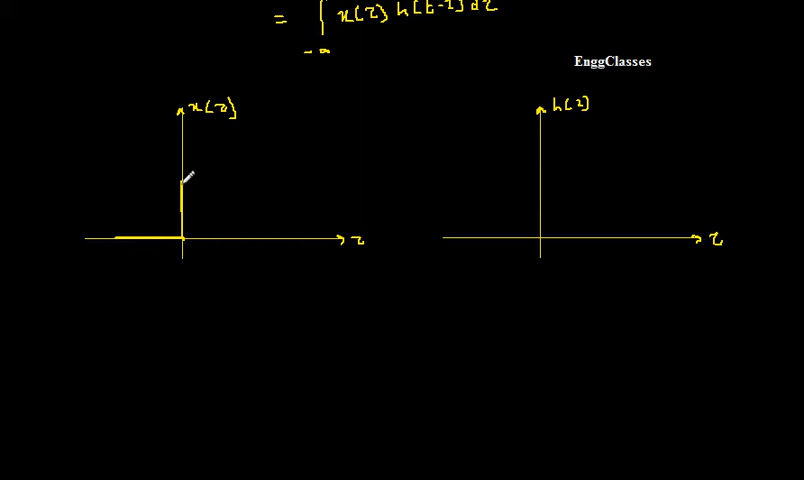 = ∫ x(τ) h(t-τ) dτ
-∞
EnggClasses
x(τ)
h(τ)
τ
τ